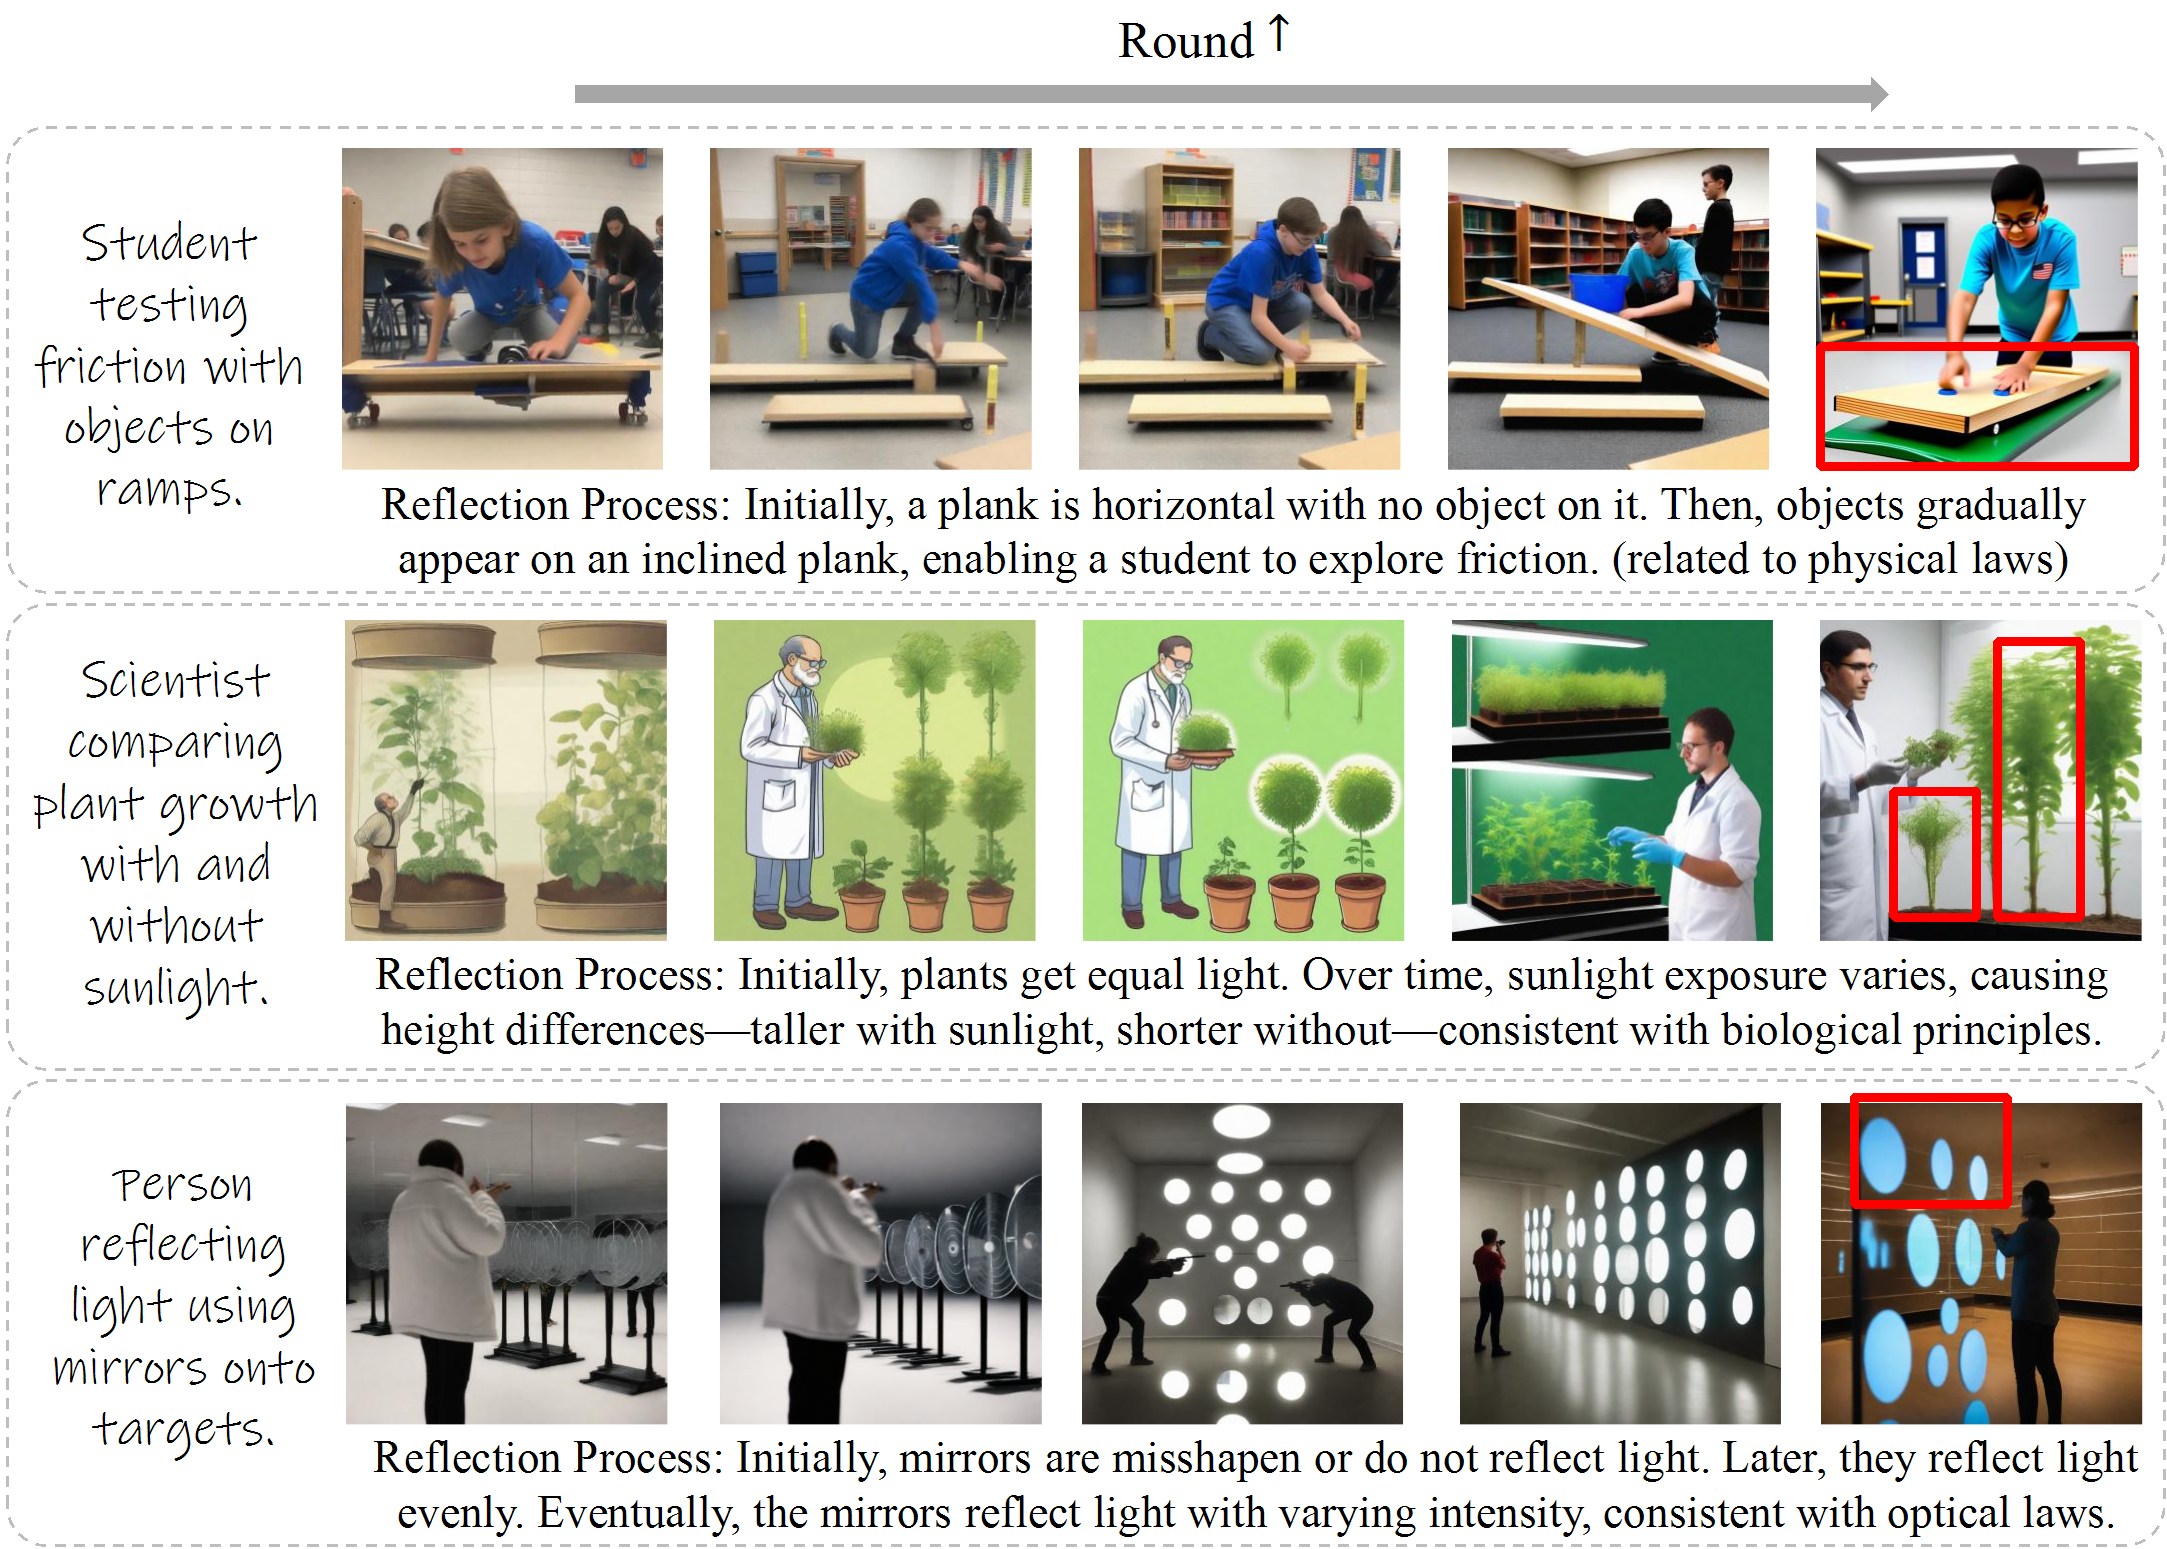 Round ↑
Student
testing
friction with
objects on
ramps.
Reflection Process: Initially, a plank is horizontal with no object on it. Then, objects gradually
appear on an inclined plank, enabling a student to explore friction. (related to physical laws)
Scientist
comparing
plant growth
with and
without
sunlight.
Reflection Process: Initially, plants get equal light. Over time, sunlight exposure varies, causing
height differences—taller with sunlight, shorter without—consistent with biological principles.
Person
reflecting
light using
mirrors onto
targets.
Reflection Process: Initially, mirrors are misshapen or do not reflect light. Later, they reflect light
evenly. Eventually, the mirrors reflect light with varying intensity, consistent with optical laws.